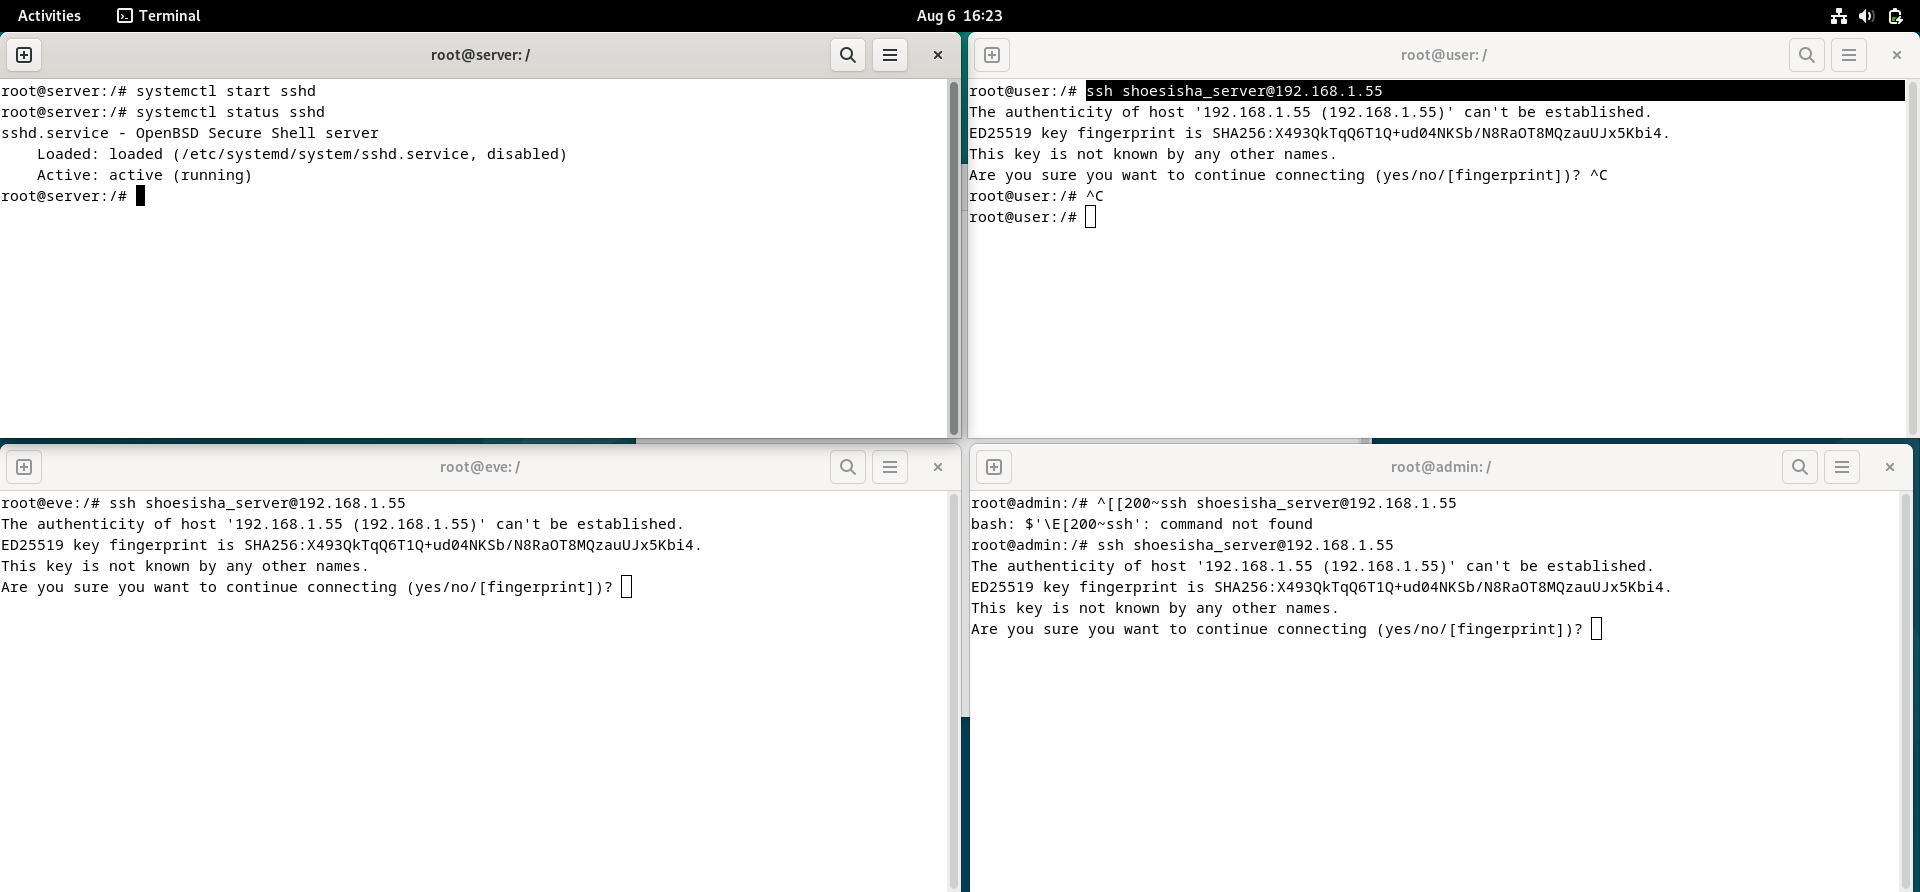 Activities
Terminal
Aug 6 16:23
root@server: /
root@server:/# systemctl start sshd
root@server:/# systemctl status sshd
sshd.service - OpenBSD Secure Shell server
    Loaded: loaded (/etc/systemd/system/sshd.service, disabled)
    Active: active (running)
root@server:/#
root@user: /
root@user:/# ssh shoesisha_server@192.168.1.55
The authenticity of host '192.168.1.55 (192.168.1.55)' can't be established.
ED25519 key fingerprint is SHA256:X493QkTqQ6T1Q+ud04NKSb/N8RaOT8MQzauUJx5Kbi4.
This key is not known by any other names.
Are you sure you want to continue connecting (yes/no/[fingerprint])? ^C
root@user:/# ^C
root@user:/#
root@eve: /
root@eve:/# ssh shoesisha_server@192.168.1.55
The authenticity of host '192.168.1.55 (192.168.1.55)' can't be established.
ED25519 key fingerprint is SHA256:X493QkTqQ6T1Q+ud04NKSb/N8RaOT8MQzauUJx5Kbi4.
This key is not known by any other names.
Are you sure you want to continue connecting (yes/no/[fingerprint])?
root@admin: /
root@admin:/# ^[[200~ssh shoesisha_server@192.168.1.55
bash: $'\E[200~ssh': command not found
root@admin:/# ssh shoesisha_server@192.168.1.55
The authenticity of host '192.168.1.55 (192.168.1.55)' can't be established.
ED25519 key fingerprint is SHA256:X493QkTqQ6T1Q+ud04NKSb/N8RaOT8MQzauUJx5Kbi4.
This key is not known by any other names.
Are you sure you want to continue connecting (yes/no/[fingerprint])?